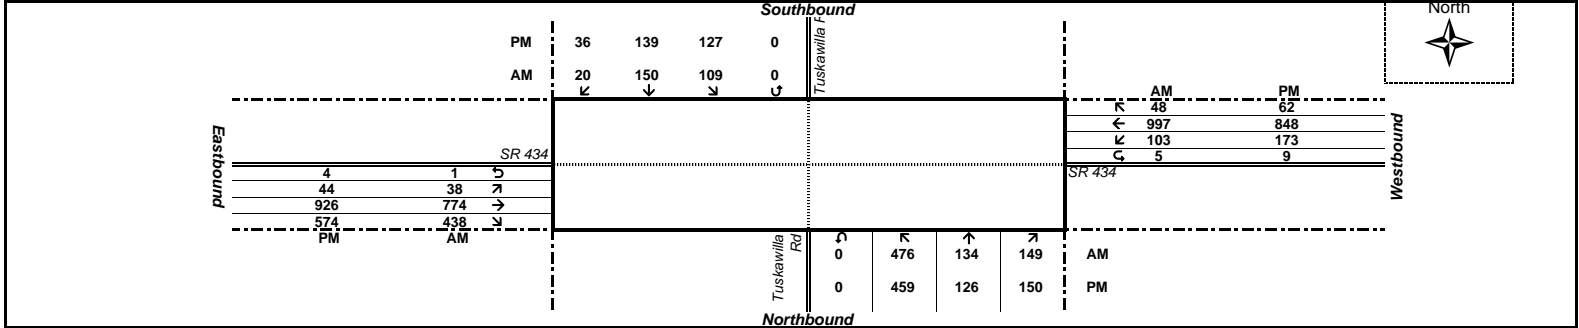 Southbound
North
Tuskawilla
PM 36 139 127 0
AM 20 150 109 0
AM PM
48 62
997 848
103 173
5 9
Eastbound
Westbound
SR 434
SR 434
4 1
44 38
926 774
574 438
PM AM
Tuskawilla
Rd
0 476 134 149 AM
0 459 126 150 PM
Northbound